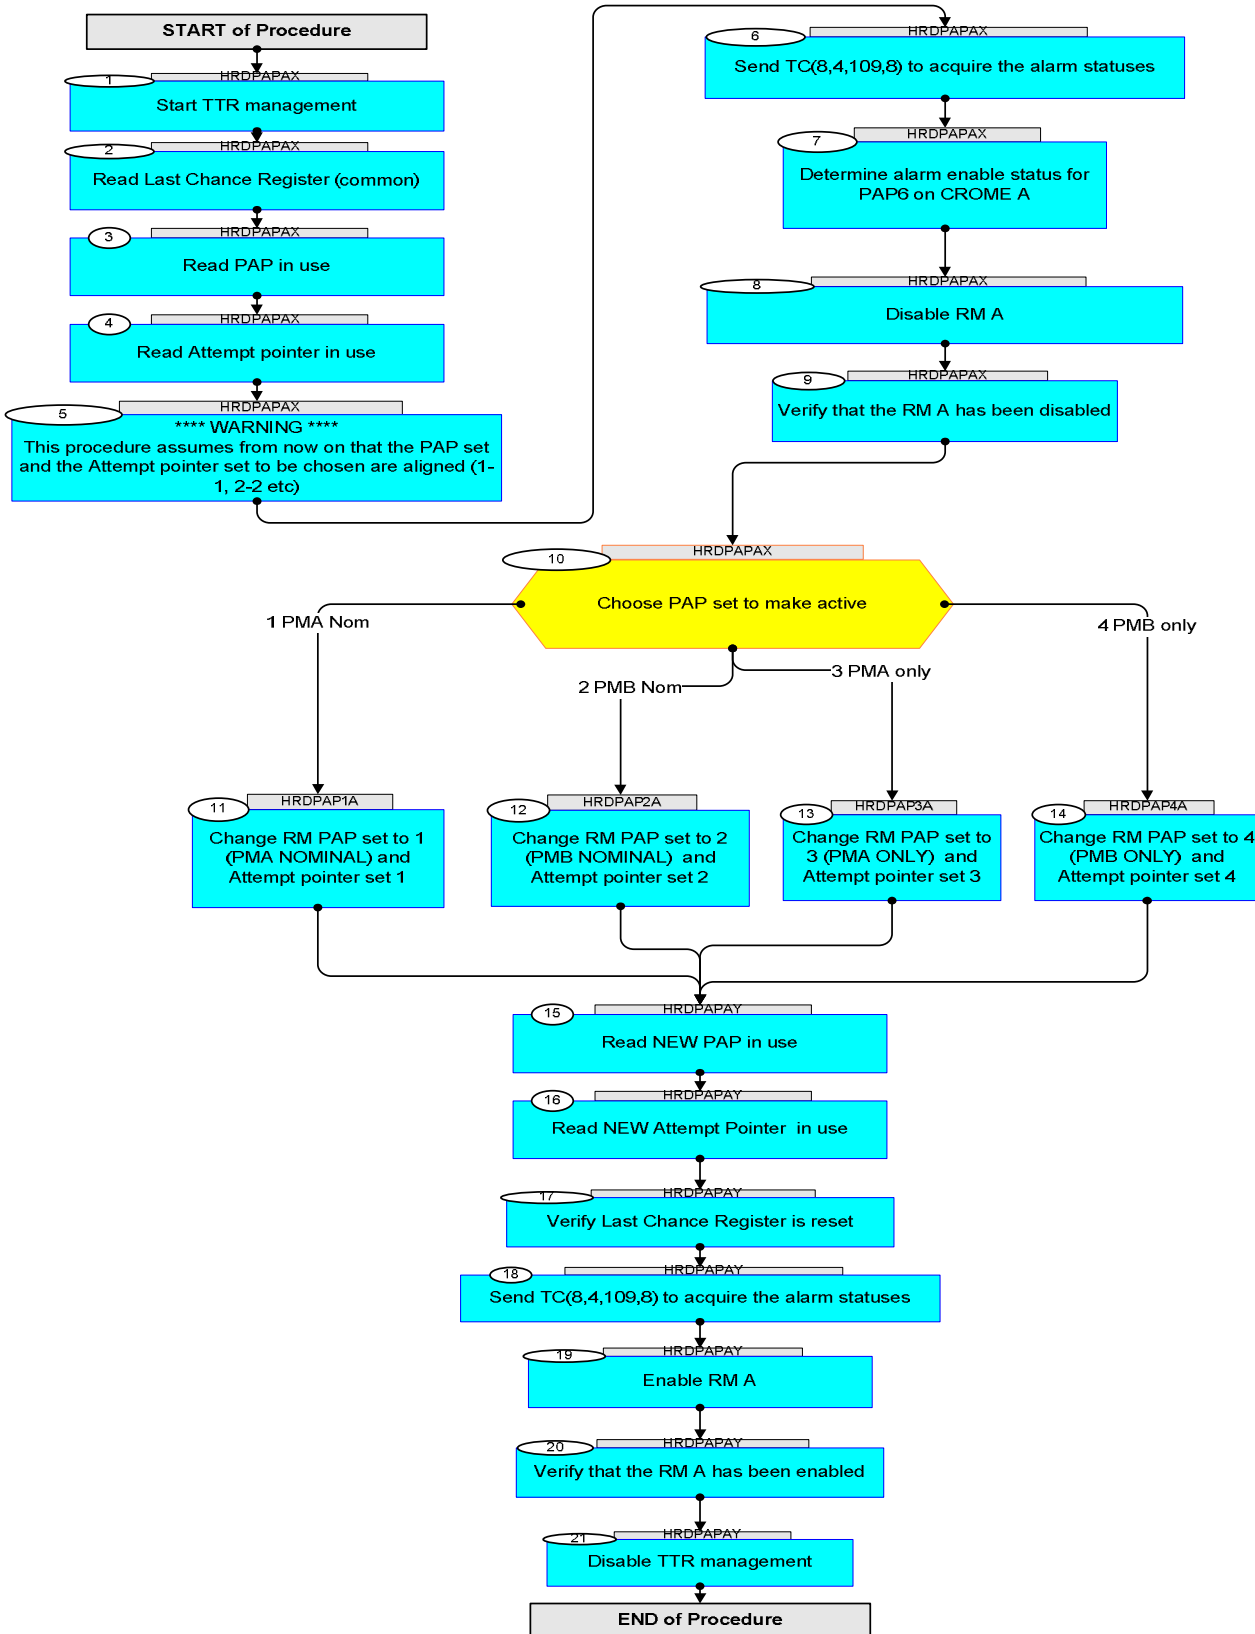 START of Procedure
HRDPAPAX
1
Start TTR management
HRDPAPAX
2
Read Last Chance Register (common)
HRDPAPAX
3
Read PAP in use
HRDPAPAX
4
Read Attempt pointer in use
HRDPAPAX
5
**** WARNING ****
This procedure assumes from now on that the PAP set
and the Attempt pointer set to be chosen are aligned (1-
1, 2-2 etc)
HRDPAPAX
6
Send TC(8,4,109,8) to acquire the alarm statuses
HRDPAPAX
7
Determine alarm enable status for
PAP6 on CROME A
HRDPAPAX
8
Disable RM A
HRDPAPAX
9
Verify that the RM A has been disabled
HRDPAPAX
10
Choose PAP set to make active
1 PMA Nom
2 PMB Nom
3 PMA only
4 PMB only
HRDPAP1A
11
Change RM PAP set to 1
(PMA NOMINAL) and
Attempt pointer set 1
HRDPAP2A
12
Change RM PAP set to 2
(PMB NOMINAL) and
Attempt pointer set 2
HRDPAP3A
13
Change RM PAP set to
3 (PMA ONLY) and
Attempt pointer set 3
HRDPAP4A
14
Change RM PAP set to 4
(PMB ONLY) and
Attempt pointer set 4
HRDPAPAY
15
Read NEW PAP in use
HRDPAPAY
16
Read NEW Attempt Pointer in use
HRDPAPAY
17
Verify Last Chance Register is reset
HRDPAPAY
18
Send TC(8,4,109,8) to acquire the alarm statuses
HRDPAPAY
19
Enable RM A
HRDPAPAY
20
Verify that the RM A has been enabled
HRDPAPAY
21
Disable TTR management
END of Procedure